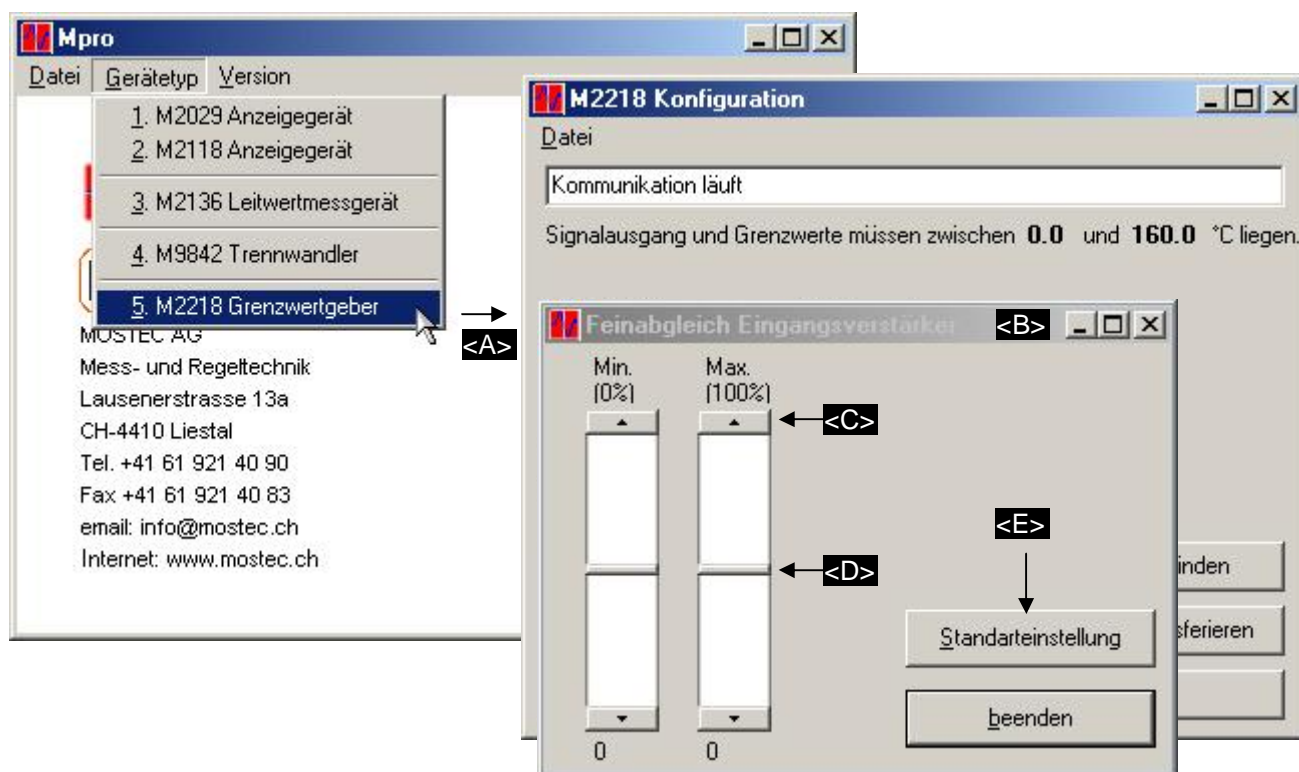 Mpro
Datei Gerätetyp Version
1. M2029 Anzeigegerät
2. M2118 Anzeigegerät
3. M2136 Leitwertmessgerät
4. M9842 Trennwandler
5. M2218 Grenzwertgeber
MOSTEC AG
Mess- und Regeltechnik
Lausenerstrasse 13a
CH-4410 Liestal
Tel. +41 61 921 40 90
Fax +41 61 921 40 83
email: info@mostec.ch
Internet: www.mostec.ch
<A>
M2218 Konfiguration
Datei
Kommunikation läuft
Signalausgang und Grenzwerte müssen zwischen 0.0 und 160.0 °C liegen.
Feinabgleich Eingangsverstärker <B>
Min. Max.
(0%) (100%)
<C>
<D>
<E>
inden
Standarteinstellung
sferieren
beenden
0 0